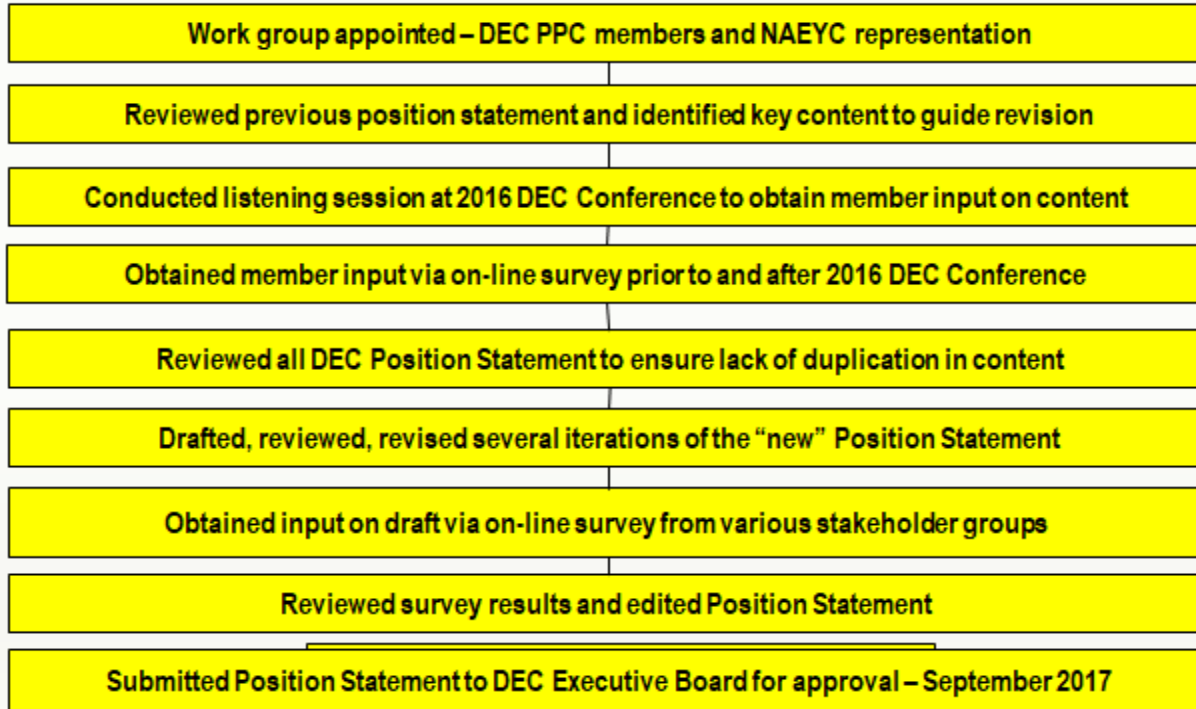 Work group appointed – DEC PPC members and NAEYC representation
Reviewed previous position statement and identified key content to guide revision
Conducted listening session at 2016 DEC Conference to obtain member input on content
Obtained member input via on-line survey prior to and after 2016 DEC Conference
Reviewed all DEC Position Statement to ensure lack of duplication in content
Drafted, reviewed, revised several iterations of the “new” Position Statement
Obtained input on draft via on-line survey from various stakeholder groups
Reviewed survey results and edited Position Statement
Submitted Position Statement to DEC Executive Board for approval – September 2017